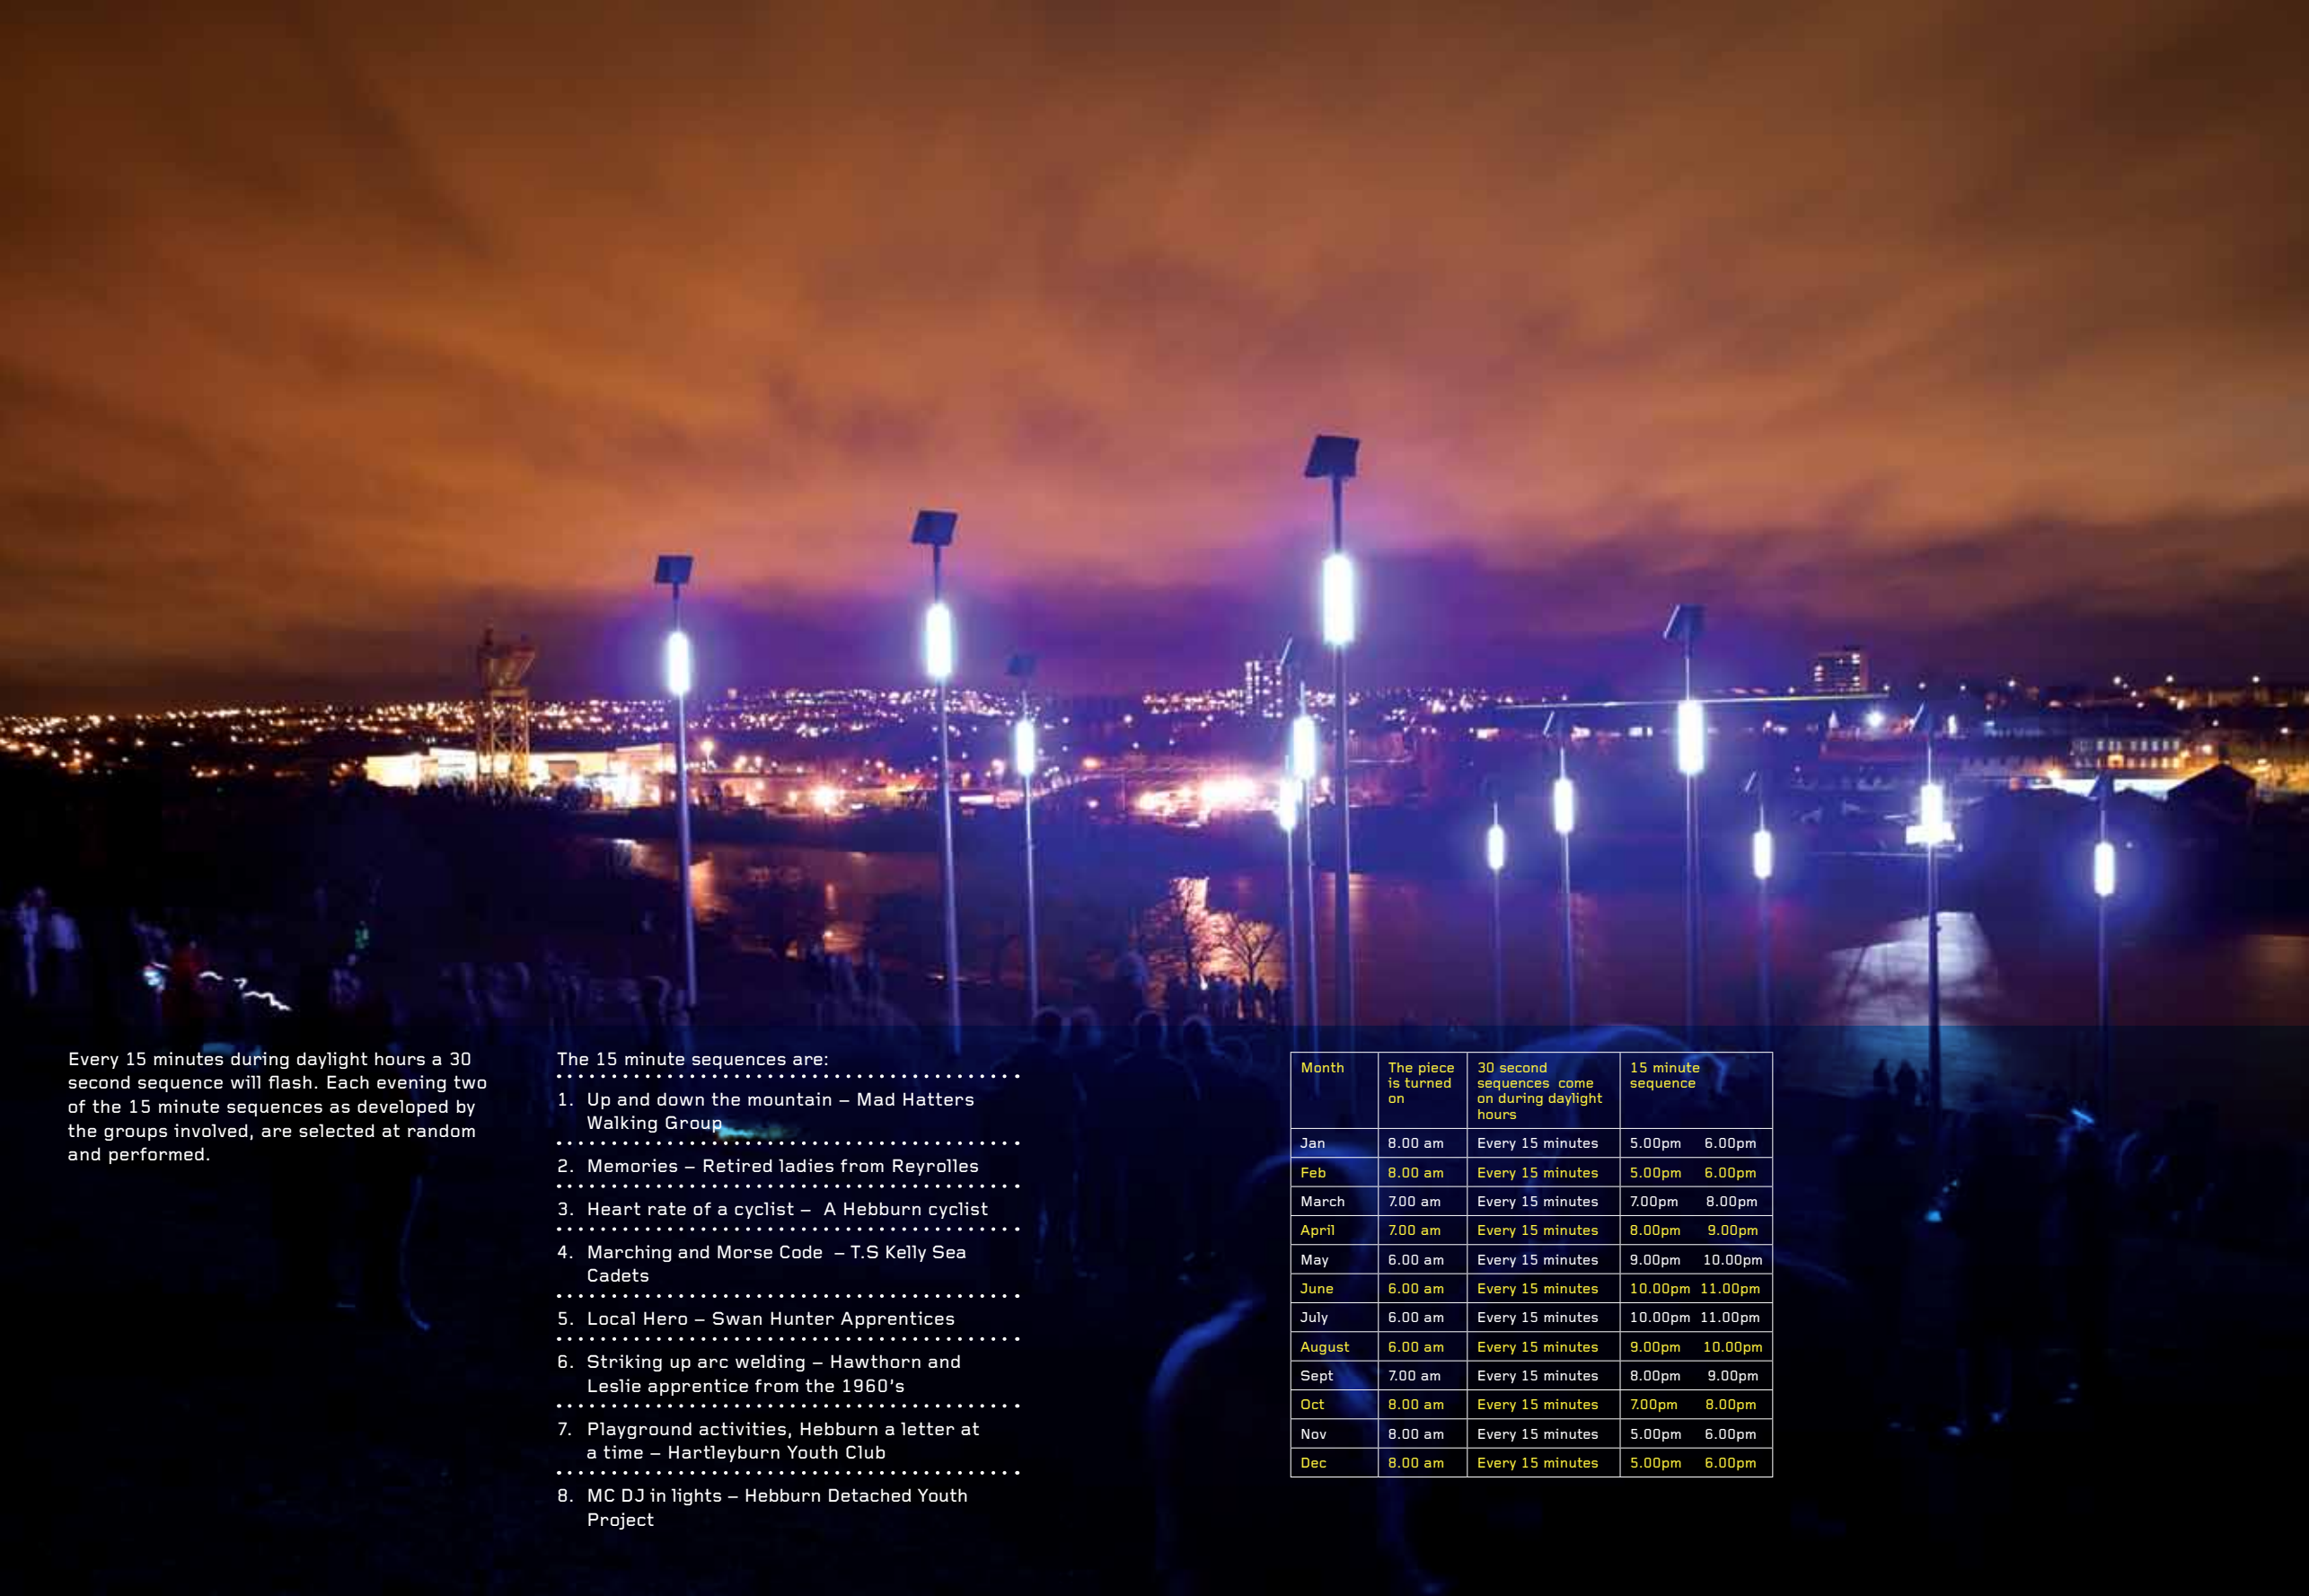 Every 15 minutes during daylight hours a 30
second sequence will flash. Each evening two
of the 15 minute sequences as developed by
the groups involved, are selected at random
and performed.
The 15 minute sequences are:
1. Up and down the mountain – Mad Hatters
Walking Group
2. Memories – Retired ladies from Reyrolles
3. Heart rate of a cyclist – A Hebburn cyclist
4. Marching and Morse Code – T.S Kelly Sea
Cadets
5. Local Hero – Swan Hunter Apprentices
6. Striking up arc welding – Hawthorn and
Leslie apprentice from the 1960's
7. Playground activities, Hebburn a letter at
a time – Hartleyburn Youth Club
8. MC DJ in lights – Hebburn Detached Youth
Project
Month The piece 30 second 15 minute
is turned sequences come sequence
on on during daylight
hours
Jan 8.00 am Every 15 minutes 5.00pm 6.00pm
Feb 8.00 am Every 15 minutes 5.00pm 6.00pm
March 7.00 am Every 15 minutes 7.00pm 8.00pm
April 7.00 am Every 15 minutes 8.00pm 9.00pm
May 6.00 am Every 15 minutes 9.00pm 10.00pm
June 6.00 am Every 15 minutes 10.00pm 11.00pm
July 6.00 am Every 15 minutes 10.00pm 11.00pm
August 6.00 am Every 15 minutes 9.00pm 10.00pm
Sept 7.00 am Every 15 minutes 8.00pm 9.00pm
Oct 8.00 am Every 15 minutes 7.00pm 8.00pm
Nov 8.00 am Every 15 minutes 5.00pm 6.00pm
Dec 8.00 am Every 15 minutes 5.00pm 6.00pm